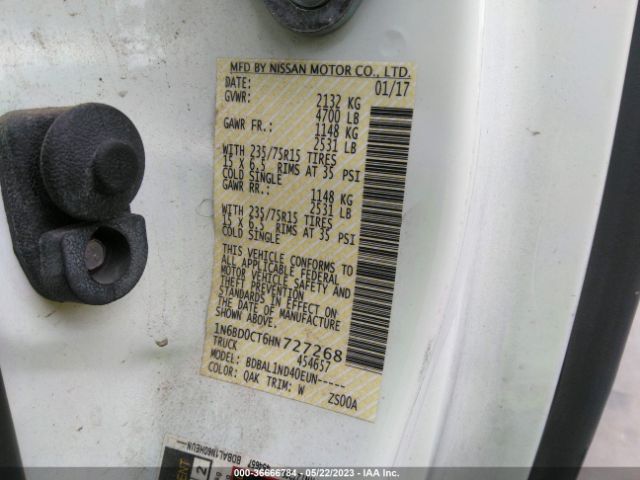 MFD BY NISSAN MOTOR CO., LTD.
DATE: 01/17
GVWR: 2132 KG
4700 LB
GAWR FR.: 1148 KG
2531 LB
WITH 235/75R15 TIRES
15 X 6.5 RIMS AT 35 PSI
COLD SINGLE
GAWR RR.: 1148 KG
2531 LB
WITH 235/75R15 TIRES
15 X 6.5 RIMS AT 35 PSI
COLD SINGLE
THIS VEHICLE CONFORMS TO
ALL APPLICABLE FEDERAL
MOTOR VEHICLE SAFETY AND
THEFT PREVENTION
STANDARDS IN EFFECT ON
THE DATE OF MANUFACTURE
SHOWN ABOVE.
1N6BD0CT6HN727268
TRUCK 454657
MODEL: BDBAL1ND40EUN-----
COLOR: QAK TRIM: W ZS00A
454657
© 000-36666784 - 05/22/2023 - IAA Inc.